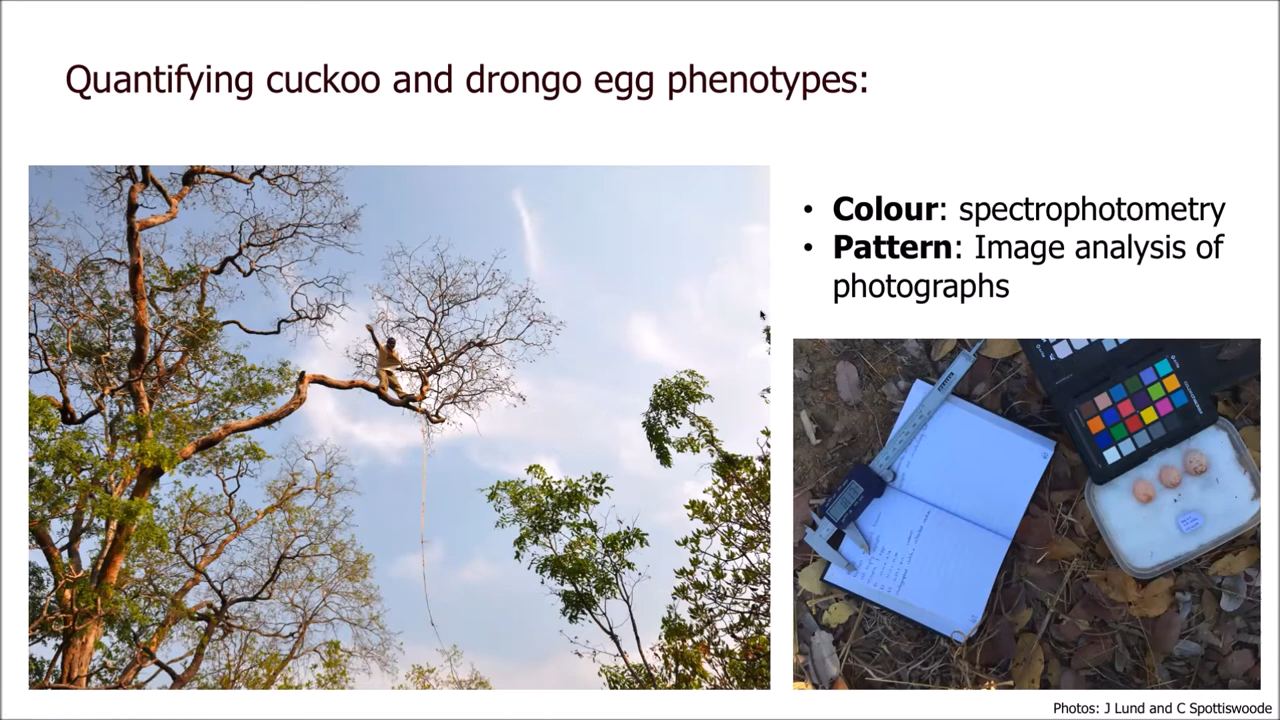 Quantifying cuckoo and drongo egg phenotypes:
• Colour: spectrophotometry
• Pattern: Image analysis of
photographs
Photos: J Lund and C Spottiswoode